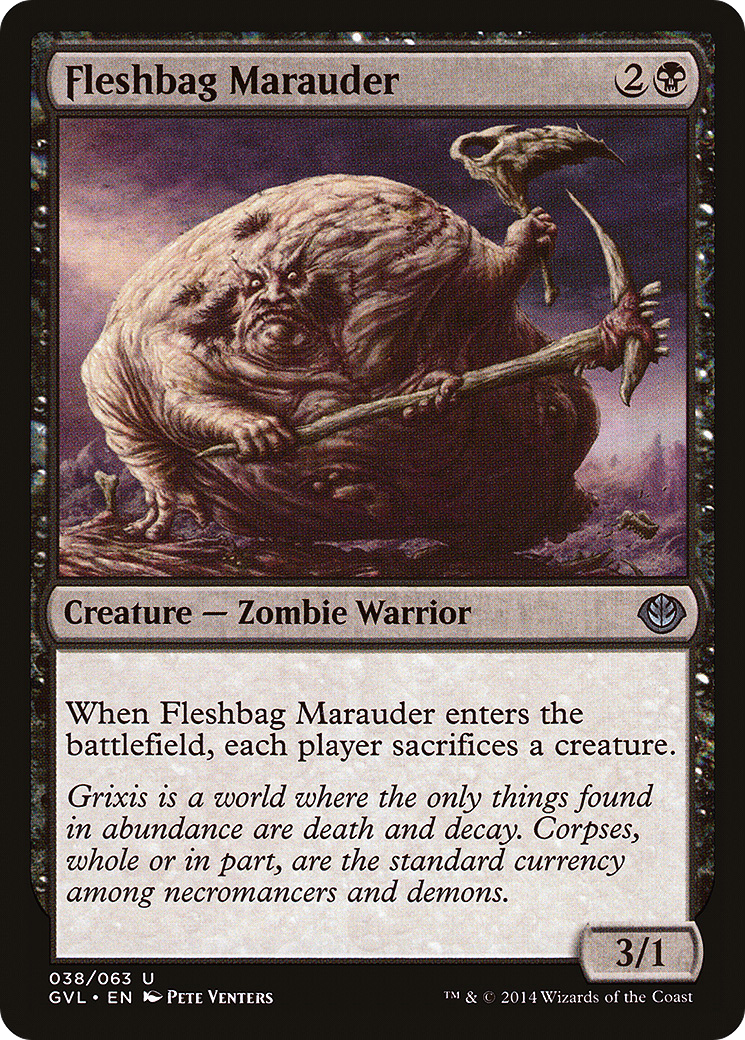 Fleshbag Marauder 2
Creature — Zombie Warrior
When Fleshbag Marauder enters the
battlefield, each player sacrifices a creature.
Grixis is a world where the only things found
in abundance are death and decay. Corpses,
whole or in part, are the standard currency
among necromancers and demons.
3/1
038/063 U
GVL • EN Pete Venters
™ & © 2014 Wizards of the Coast